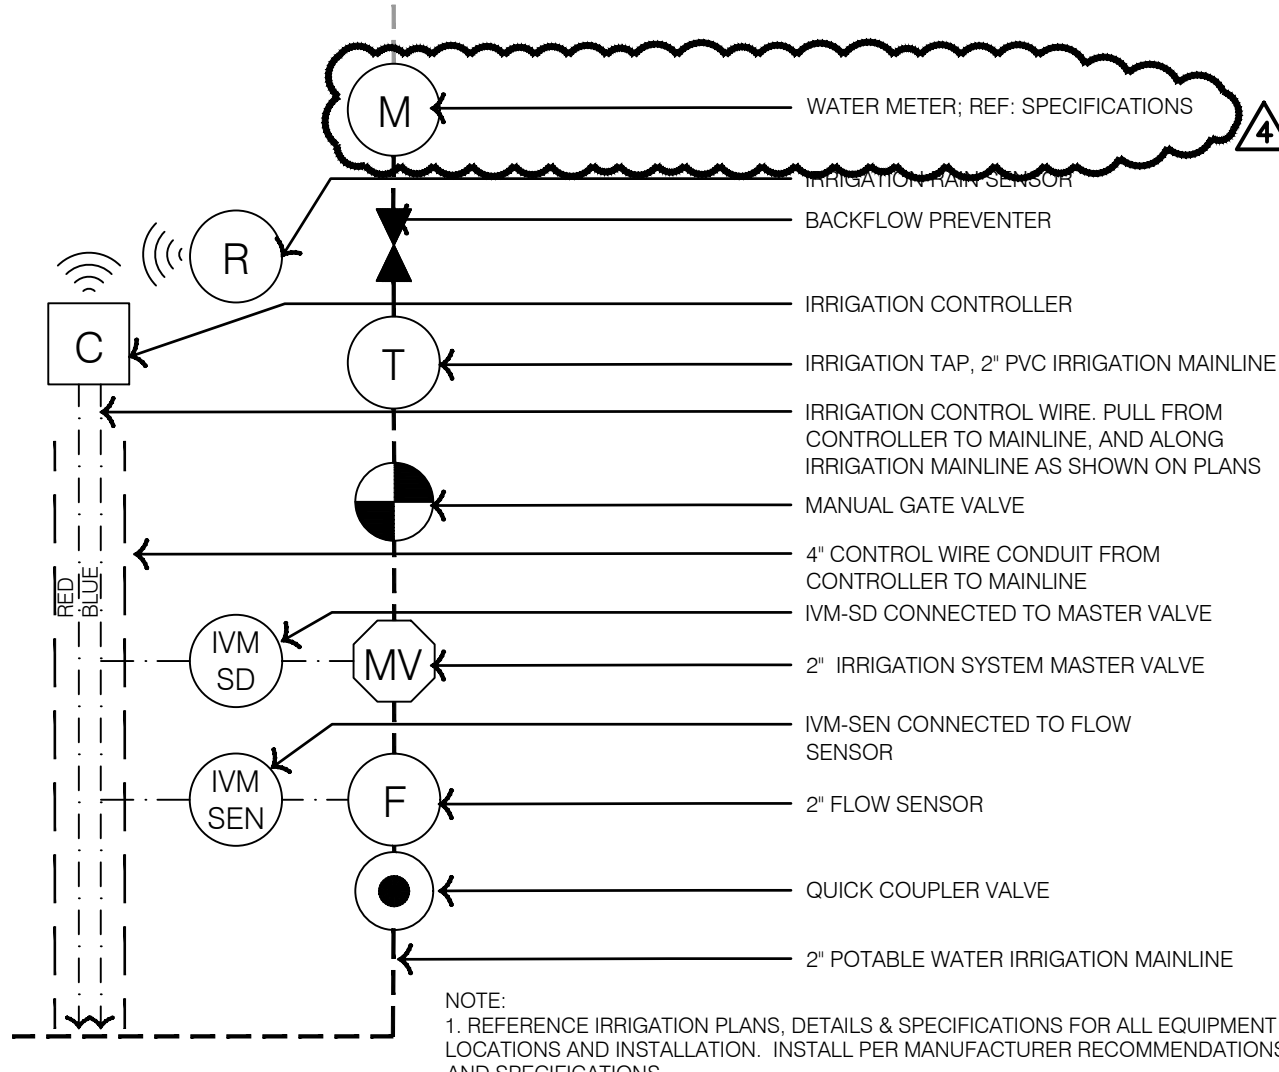 M
WATER METER; REF: SPECIFICATIONS
4
IRRIGATION RAIN SENSOR
BACKFLOW PREVENTER
R
IRRIGATION CONTROLLER
C
T
IRRIGATION TAP, 2" PVC IRRIGATION MAINLINE
IRRIGATION CONTROL WIRE. PULL FROM
CONTROLLER TO MAINLINE, AND ALONG
IRRIGATION MAINLINE AS SHOWN ON PLANS
MANUAL GATE VALVE
4" CONTROL WIRE CONDUIT FROM
CONTROLLER TO MAINLINE
RED
BLUE
IVM-SD CONNECTED TO MASTER VALVE
IVM
SD
MV
2" IRRIGATION SYSTEM MASTER VALVE
IVM-SEN CONNECTED TO FLOW
SENSOR
IVM
SEN
F
2" FLOW SENSOR
QUICK COUPLER VALVE
2" POTABLE WATER IRRIGATION MAINLINE
NOTE:
1. REFERENCE IRRIGATION PLANS, DETAILS & SPECIFICATIONS FOR ALL EQUIPMENT
LOCATIONS AND INSTALLATION. INSTALL PER MANUFACTURER RECOMMENDATIONS
AND SPECIFICATIONS